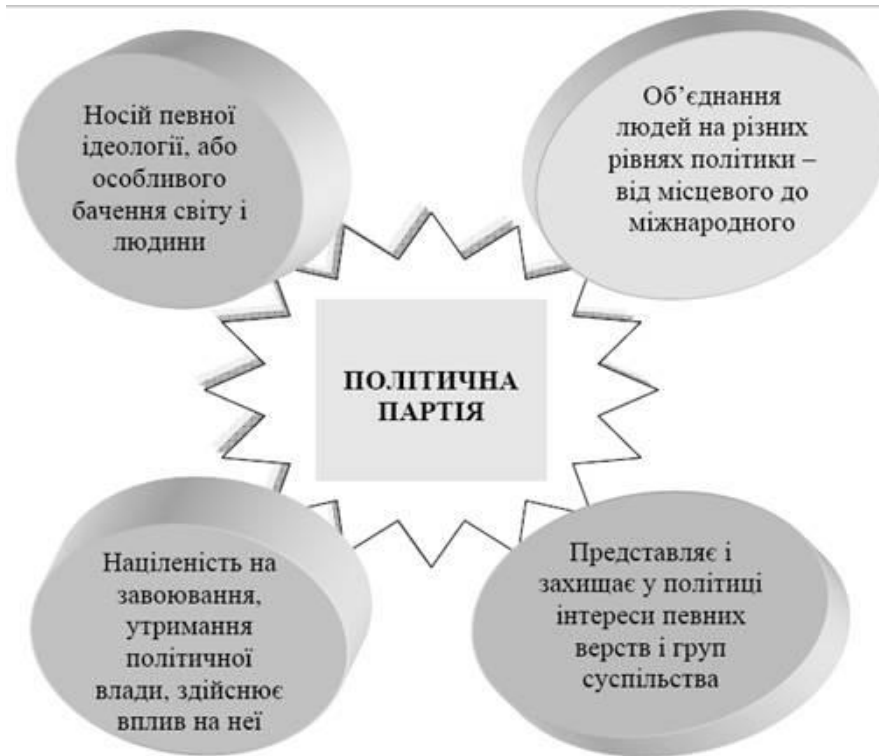 Носій певної
ідеології, або
особливого
бачення світу і
людини
Об’єднання
людей на різних
рівнях політики –
від місцевого до
міжнародного
ПОЛІТИЧНА
ПАРТІЯ
Націленість на
завоювання,
утримання
політичної
влади, здійснює
вплив на неї
Представляє і
захищає у політиці
інтереси певних
верств і груп
суспільства